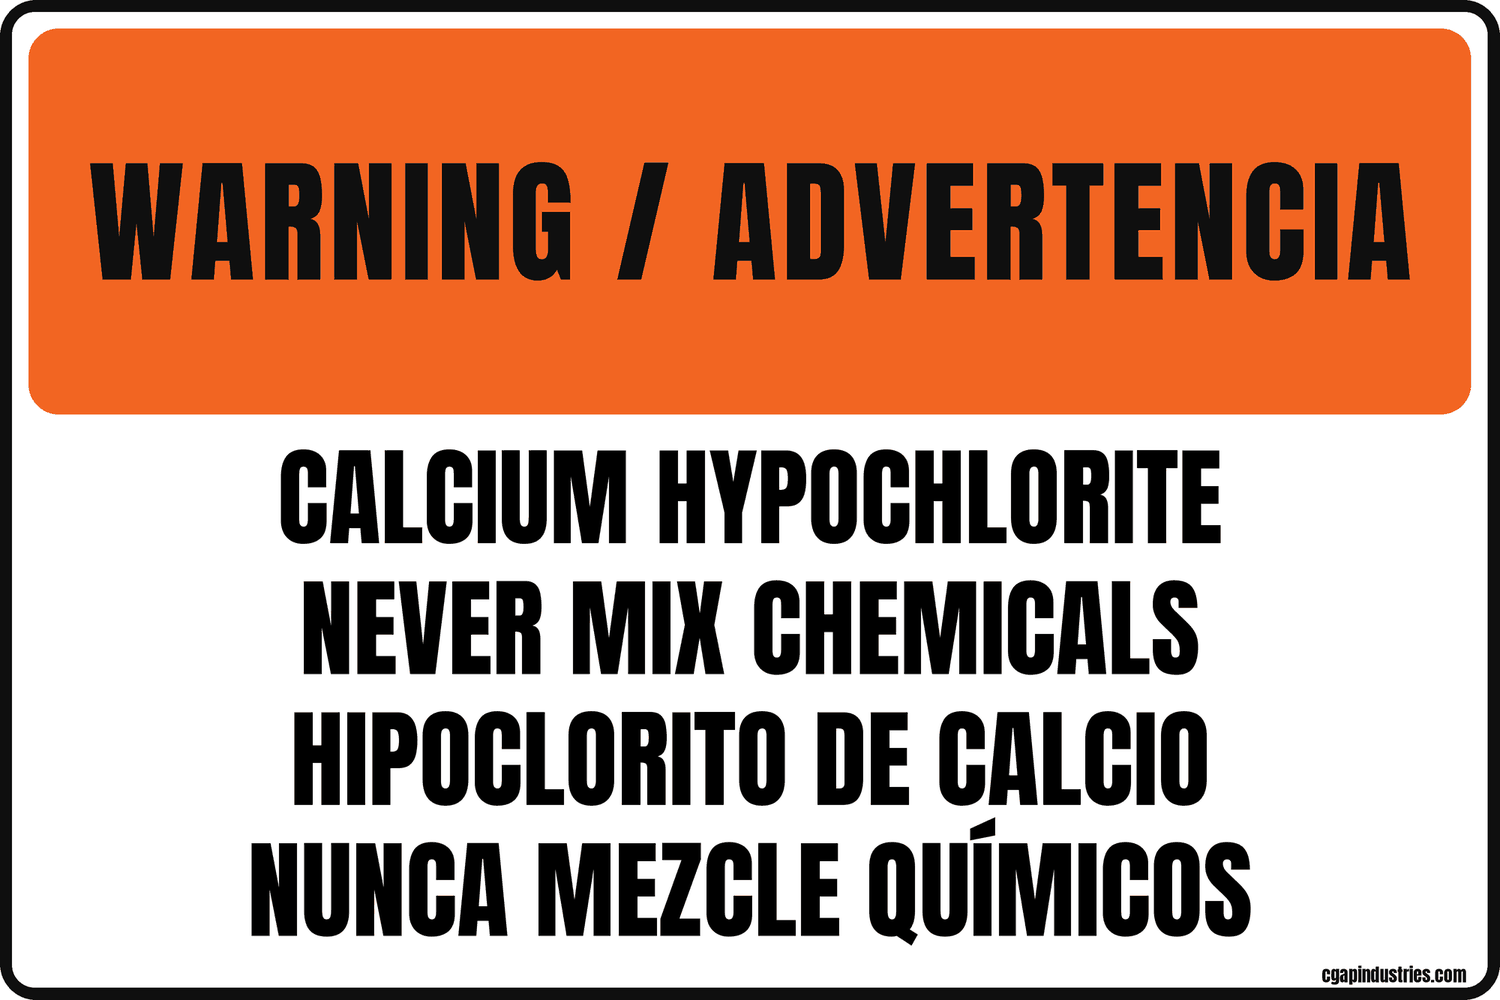 WARNING / ADVERTENCIA
CALCIUM HYPOCHLORITE
NEVER MIX CHEMICALS
HIPOCLORITO DE CALCIO
NUNCA MEZCLE QUÍMICOS
cgapindustries.com